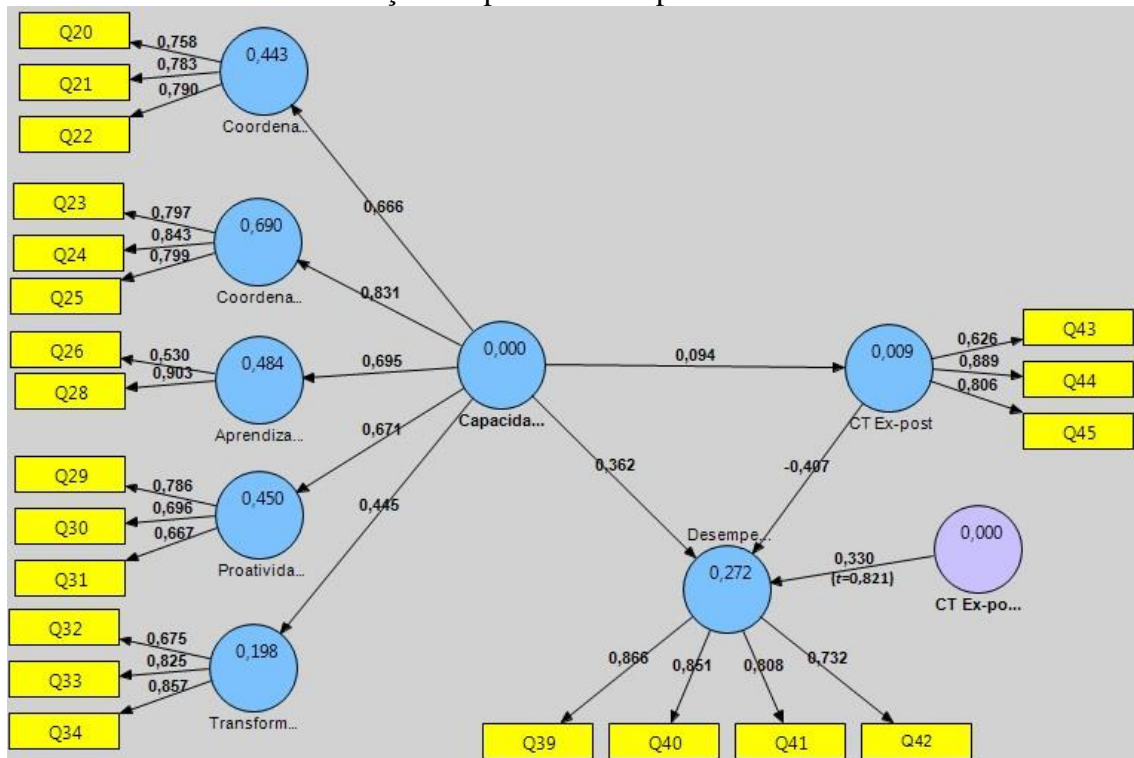 Q20
0,758
0,443
Q21
0,783
0,790
Q22
Coordena...
0,666
Q23
0,797
0,690
Q24
0,843
0,799
Q25
Coordena...
0,831
Q26
0,530
0,484
Q28
0,903
Aprendiza...
0,695
0,000
Capacida...
0,094
0,009
CT Ex-post
0,626
Q43
0,889
Q44
0,806
Q45
0,671
Q29
0,786
0,450
Q30
0,696
0,667
Q31
Proativida...
0,445
0,362
-0,407
Desempe...
0,272
0,330
(t=0,821)
0,000
CT Ex-po...
Q32
0,675
0,198
Q33
0,825
0,857
Q34
Transform...
0,866
0,851
0,808
0,732
Q39
Q40
Q41
Q42